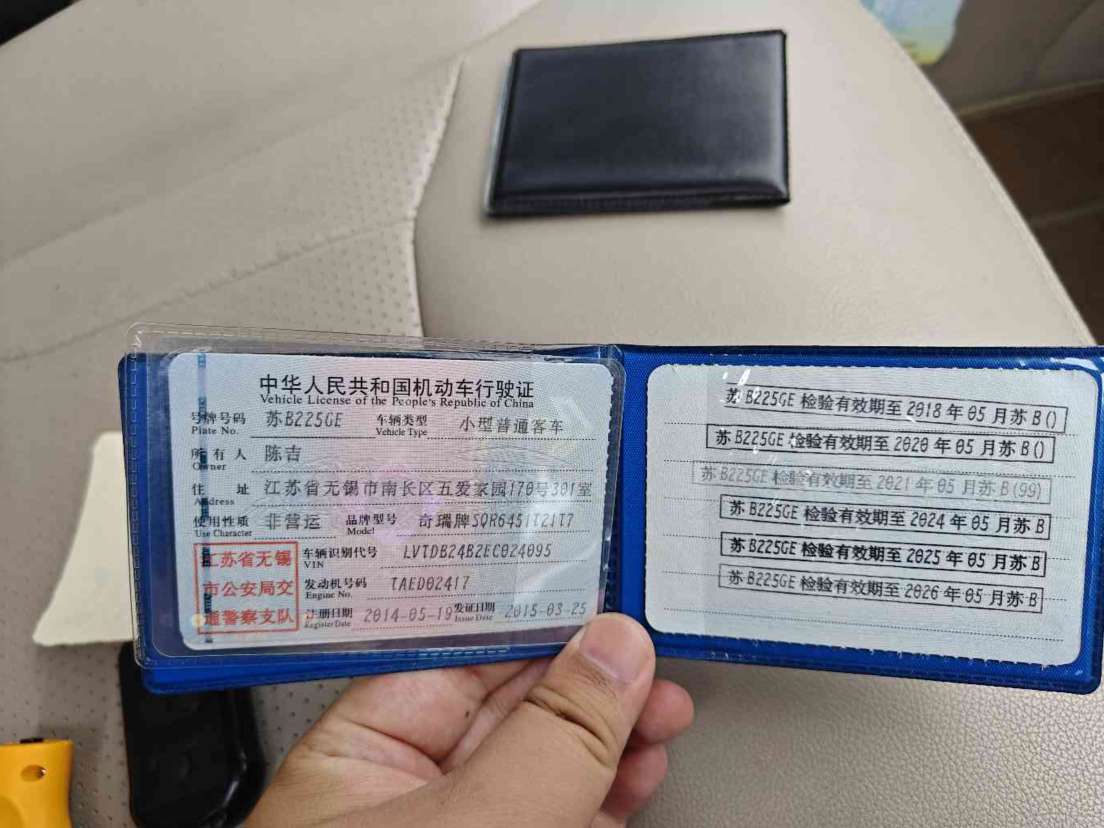 中华人民共和国机动车行驶证
Vehicle License of the People's Republic of China
号牌号码 苏B225GE 车辆类型 小型普通客车
Plate No. Vehicle Type
所有人 陈吉
Owner
住址 江苏省无锡市南长区五爱家园170号301室
Address
使用性质 非营运 品牌型号 奇瑞牌SQR6451T21T7
Use Character Model
江苏省无锡
市公安局交
通警察支队
车辆识别代号 LVTDB24B2EC024095
VIN
发动机号码 TAED02417
Engine No.
注册日期 2014-05-19 发证日期 2015-03-25
Register Date Issue Date
苏B225GE 检验有效期至 2018 年 05 月苏 B()
苏B225GE 检验有效期至 2020 年 05 月苏 B()
苏B225GE 检验有效期至 2021 年 05 月苏 B(99)
苏B225GE 检验有效期至 2024 年 05 月苏 B
苏B225GE 检验有效期至 2025 年 05 月苏 B
苏B225GE 检验有效期至 2026 年 05 月苏 B